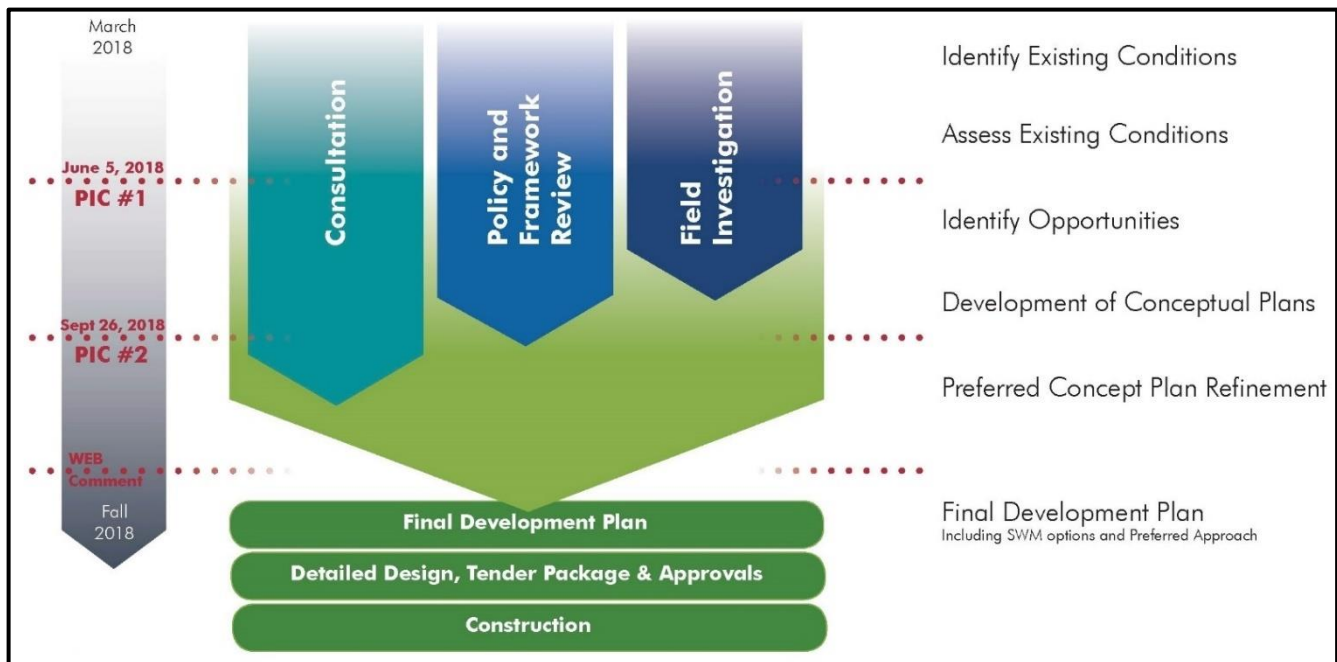 March
2018
June 5, 2018
PIC #1
Sept 26, 2018
PIC #2
WEB
Comment
Fall
2018
Consultation
Policy and
Framework
Review
Field
Investigation
Final Development Plan
Detailed Design, Tender Package & Approvals
Construction
Identify Existing Conditions
Assess Existing Conditions
Identify Opportunities
Development of Conceptual Plans
Preferred Concept Plan Refinement
Final Development Plan
Including SWM options and Preferred Approach